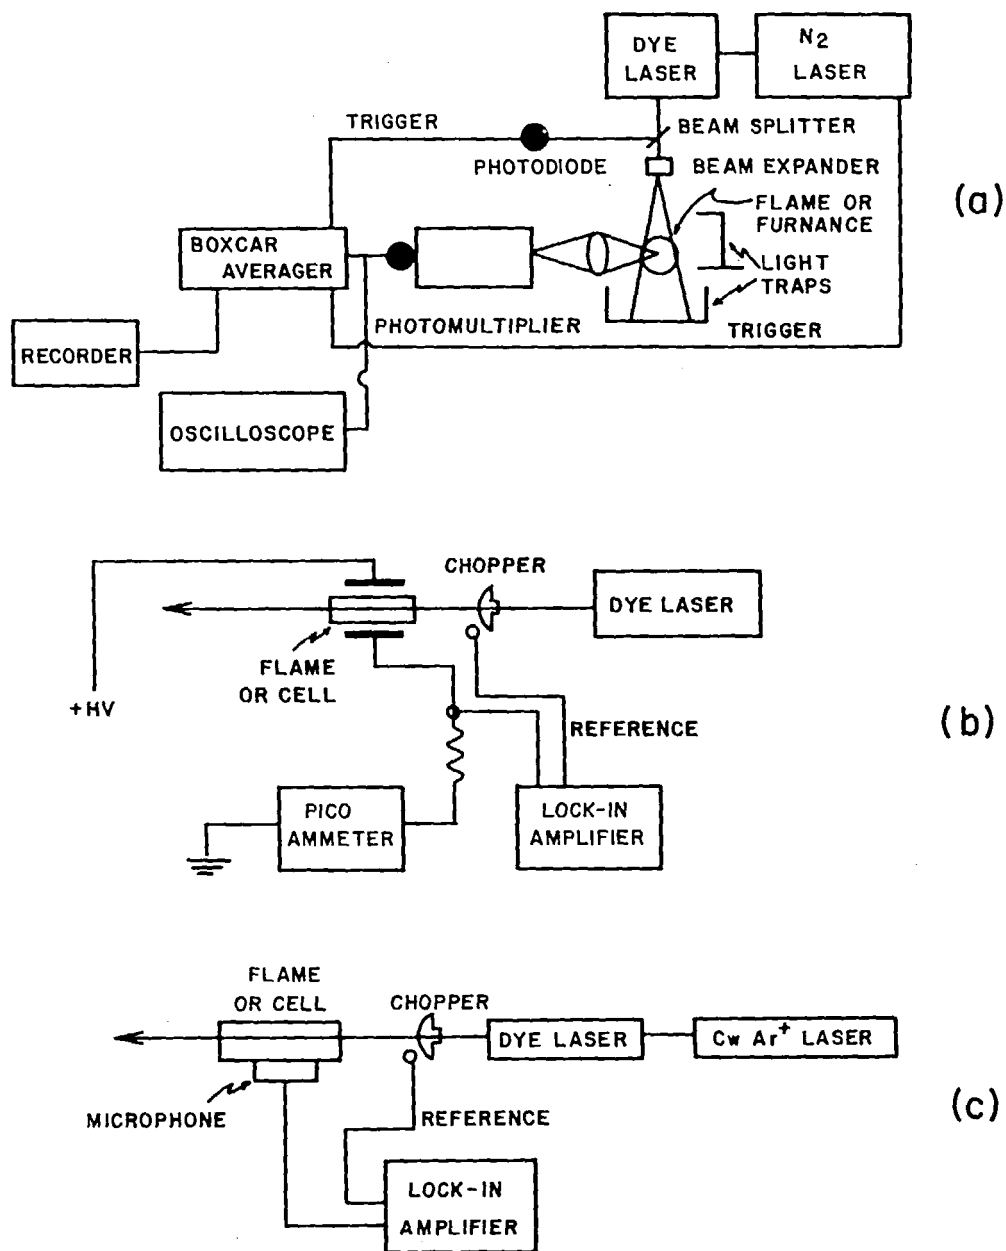 DYE
LASER
N2
LASER
TRIGGER
BEAM SPLITTER
PHOTODIODE
BEAM EXPANDER
FLAME OR
FURNANCE
(a)
BOXCAR
AVERAGER
LIGHT
TRAPS
PHOTOMULTIPLIER
TRIGGER
RECORDER
OSCILLOSCOPE
CHOPPER
DYE LASER
FLAME
OR CELL
+HV
REFERENCE
(b)
PICO
AMMETER
LOCK-IN
AMPLIFIER
FLAME
OR CELL
CHOPPER
DYE LASER
Cw Ar+ LASER
MICROPHONE
REFERENCE
(c)
LOCK-IN
AMPLIFIER